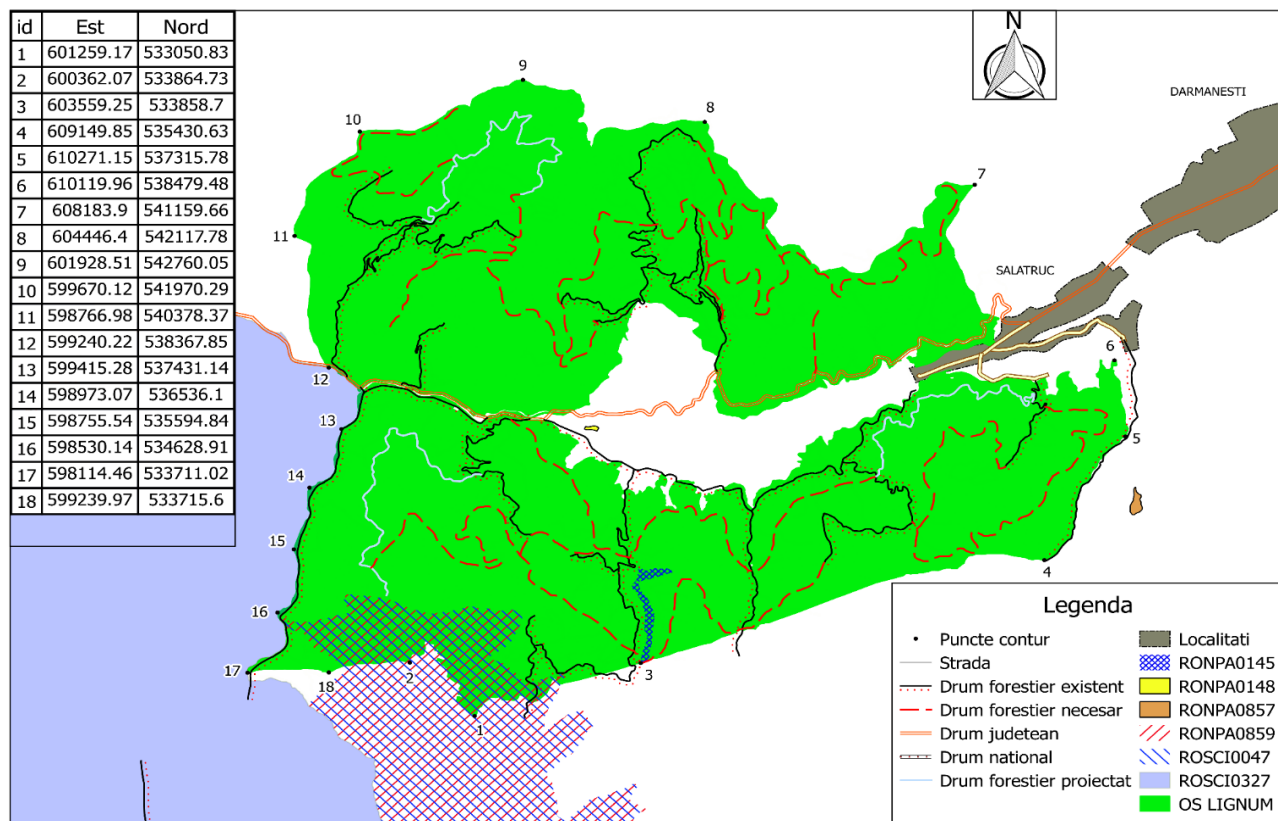 id Est Nord
1 601259.17 533050.83
2 600362.07 533864.73
3 603559.25 533858.7
4 609149.85 535430.63
5 610271.15 537315.78
6 610119.96 538479.48
7 608183.9 541159.66
8 604446.4 542117.78
9 601928.51 542760.05
10 599670.12 541970.29
11 598766.98 540378.37
12 599240.22 538367.85
13 599415.28 537431.14
14 598973.07 536536.1
15 598755.54 535594.84
16 598530.14 534628.91
17 598114.46 533711.02
18 599239.97 533715.6
N
DARMANESTI
9
8
10
7
11
SALATRUC
6
12
13
5
14
15
4
16
17
18
2
3
1
Legenda
Puncte contur
Strada
Drum forestier existent
Drum forestier necesar
Drum judetean
Drum national
Drum forestier proiectat
Localitati
RONPA0145
RONPA0148
RONPA0857
RONPA0859
ROSCI0047
ROSCI0327
OS LIGNUM